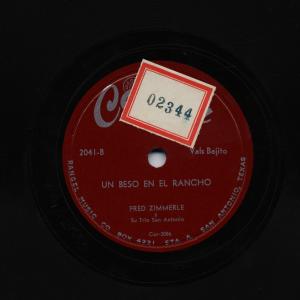 02344
2041-B
Vals Bajito
UN BESO EN EL RANCHO
FRED ZIMMERLE
Su Trio San Antonio
RANGEL MUSIC CO. BOX 4221, STA. A. SAN ANTONIO, TEXAS